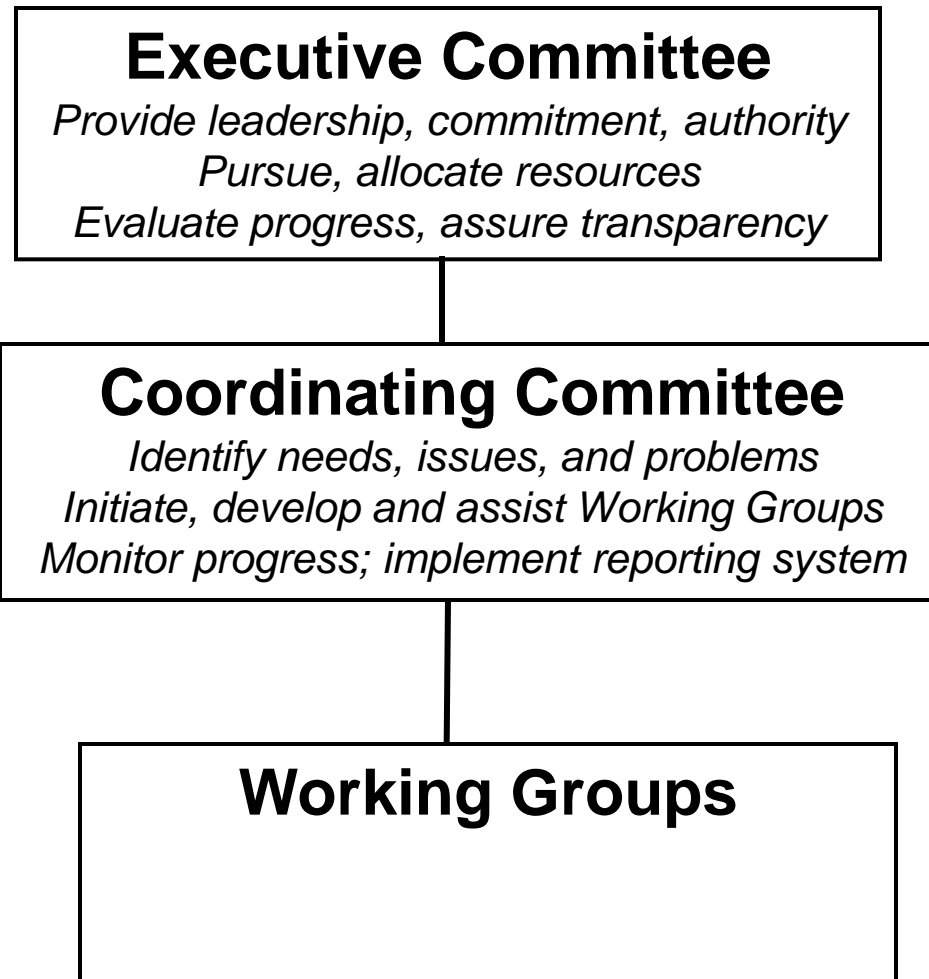 Executive Committee
Provide leadership, commitment, authority
Pursue, allocate resources
Evaluate progress, assure transparency
Coordinating Committee
Identify needs, issues, and problems
Initiate, develop and assist Working Groups
Monitor progress; implement reporting system
Working Groups